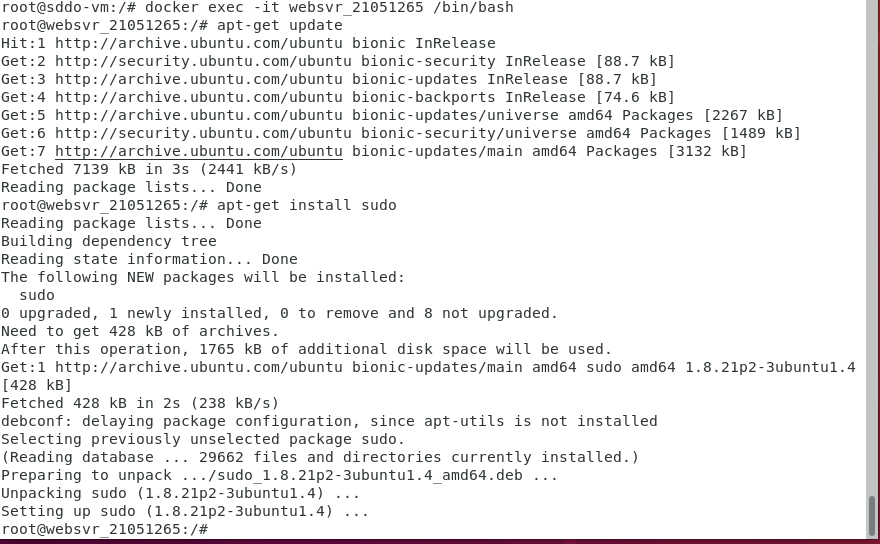 root@sddo-vm:/# docker exec -it websvr_21051265 /bin/bash
root@websvr_21051265:/# apt-get update
Hit:1 http://archive.ubuntu.com/ubuntu bionic InRelease
Get:2 http://security.ubuntu.com/ubuntu bionic-security InRelease [88.7 kB]
Get:3 http://archive.ubuntu.com/ubuntu bionic-updates InRelease [88.7 kB]
Get:4 http://archive.ubuntu.com/ubuntu bionic-backports InRelease [74.6 kB]
Get:5 http://archive.ubuntu.com/ubuntu bionic-updates/universe amd64 Packages [2267 kB]
Get:6 http://security.ubuntu.com/ubuntu bionic-security/universe amd64 Packages [1489 kB]
Get:7 http://archive.ubuntu.com/ubuntu bionic-updates/main amd64 Packages [3132 kB]
Fetched 7139 kB in 3s (2441 kB/s)
Reading package lists... Done
root@websvr_21051265:/# apt-get install sudo
Reading package lists... Done
Building dependency tree
Reading state information... Done
The following NEW packages will be installed:
  sudo
0 upgraded, 1 newly installed, 0 to remove and 8 not upgraded.
Need to get 428 kB of archives.
After this operation, 1765 kB of additional disk space will be used.
Get:1 http://archive.ubuntu.com/ubuntu bionic-updates/main amd64 sudo amd64 1.8.21p2-3ubuntu1.4
[428 kB]
Fetched 428 kB in 2s (238 kB/s)
debconf: delaying package configuration, since apt-utils is not installed
Selecting previously unselected package sudo.
(Reading database ... 29662 files and directories currently installed.)
Preparing to unpack .../sudo_1.8.21p2-3ubuntu1.4_amd64.deb ...
Unpacking sudo (1.8.21p2-3ubuntu1.4) ...
Setting up sudo (1.8.21p2-3ubuntu1.4) ...
root@websvr_21051265:/#